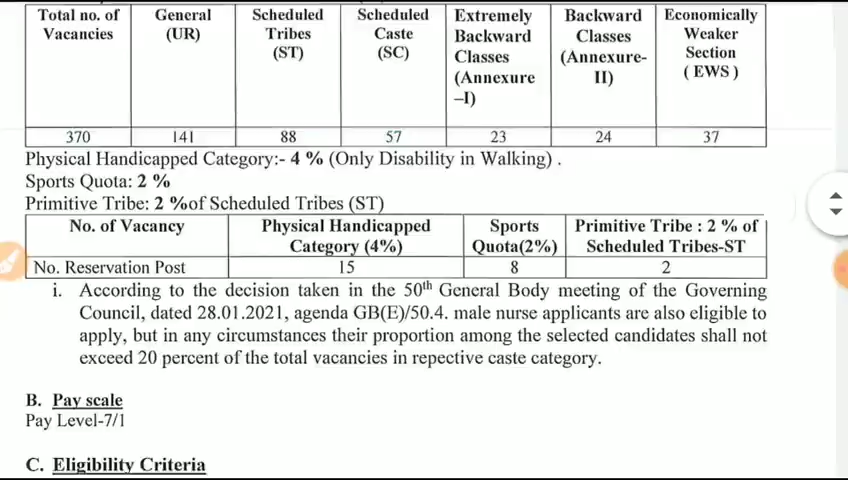 Total no. of Vacancies | General (UR) | Scheduled Tribes (ST) | Scheduled Caste (SC) | Extremely Backward Classes (Annexure –I) | Backward Classes (Annexure-II) | Economically Weaker Section ( EWS )
370 | 141 | 88 | 57 | 23 | 24 | 37
Physical Handicapped Category:- 4 % (Only Disability in Walking) .
Sports Quota: 2 %
Primitive Tribe: 2 %of Scheduled Tribes (ST)
No. of Vacancy | Physical Handicapped Category (4%) | Sports Quota(2%) | Primitive Tribe : 2 % of Scheduled Tribes-ST
No. Reservation Post | 15 | 8 | 2
i. According to the decision taken in the 50th General Body meeting of the Governing
Council, dated 28.01.2021, agenda GB(E)/50.4. male nurse applicants are also eligible to
apply, but in any circumstances their proportion among the selected candidates shall not
exceed 20 percent of the total vacancies in repective caste category.
B. Pay scale
Pay Level-7/1
C. Eligibility Criteria